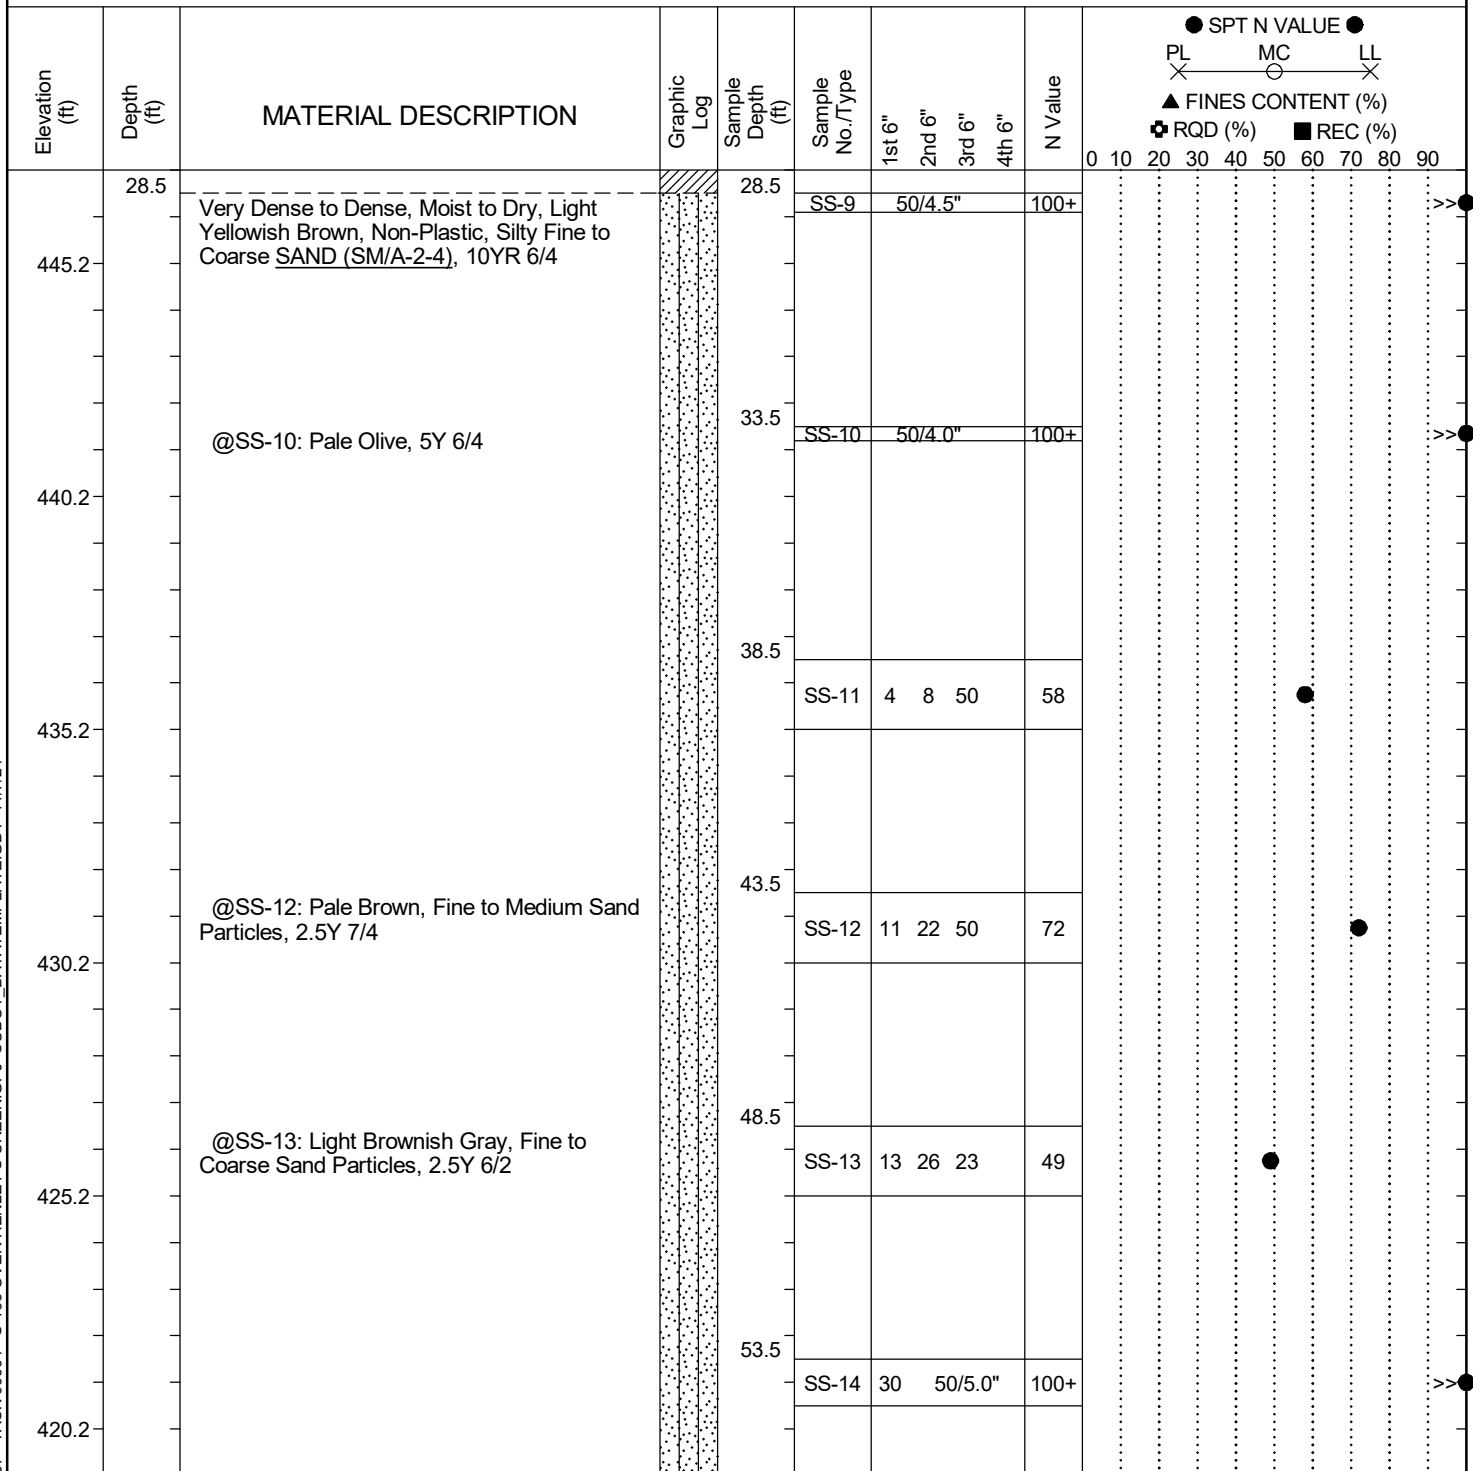 ● SPT N VALUE ●
PL MC LL
▲ FINES CONTENT (%)
RQD (%) ■ REC (%)
Elevation (ft)
Depth (ft)
MATERIAL DESCRIPTION
Graphic Log
Sample Depth (ft)
Sample No./Type
1st 6"
2nd 6"
3rd 6"
4th 6"
N Value
0 10 20 30 40 50 60 70 80 90
28.5 28.5
SS-9 50/4.5" 100+ >>
Very Dense to Dense, Moist to Dry, Light
Yellowish Brown, Non-Plastic, Silty Fine to
Coarse SAND (SM/A-2-4), 10YR 6/4
445.2
33.5
SS-10 50/4.0" 100+ >>
@SS-10: Pale Olive, 5Y 6/4
440.2
38.5
SS-11 4 8 50 58
435.2
43.5
@SS-12: Pale Brown, Fine to Medium Sand
Particles, 2.5Y 7/4
SS-12 11 22 50 72
430.2
48.5
@SS-13: Light Brownish Gray, Fine to
Coarse Sand Particles, 2.5Y 6/2
SS-13 13 26 23 49
425.2
53.5
SS-14 30 50/5.0" 100+ >>
420.2